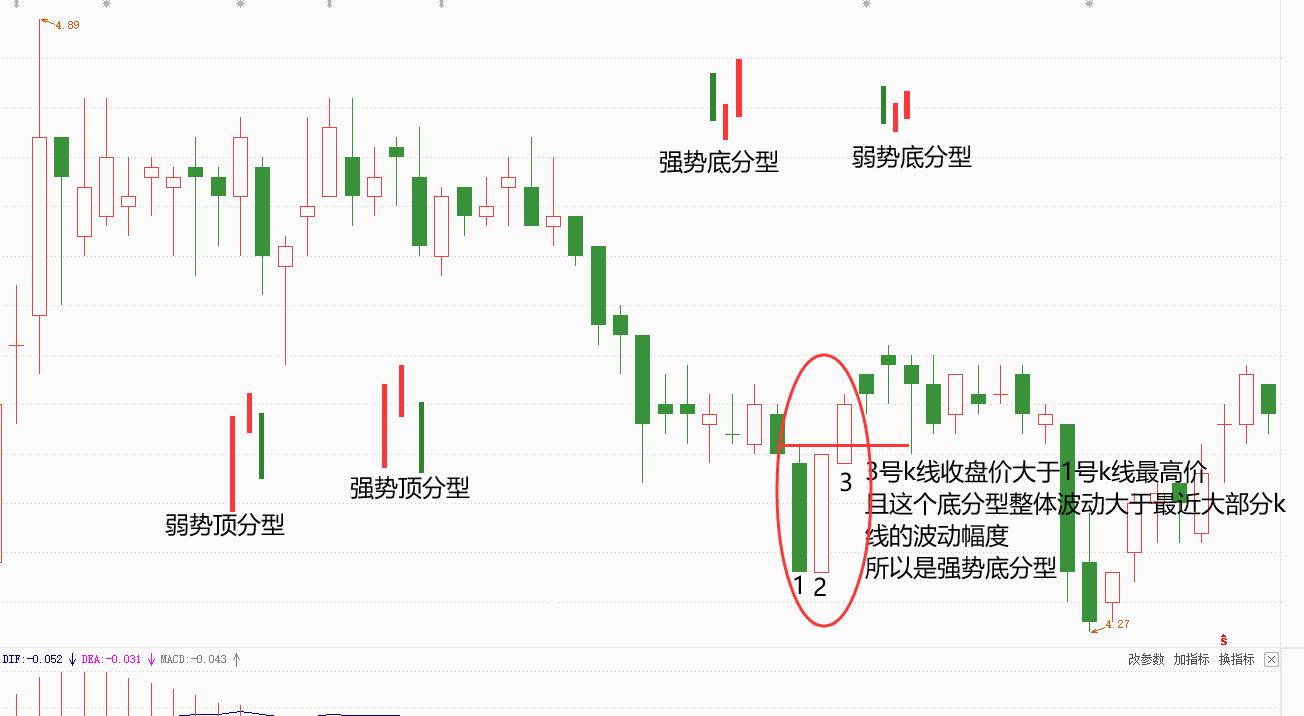 4.89
强势底分型
弱势底分型
弱势顶分型
强势顶分型
1
2
3
3号k线收盘价大于1号k线最高价
且这个底分型整体波动大于最近大部分k
线的波动幅度
所以是强势底分型
4.27
S
DIF:-0.052 ↓ DEA:-0.031 ↓ MACD:-0.043 ↑
改参数 加指标 换指标